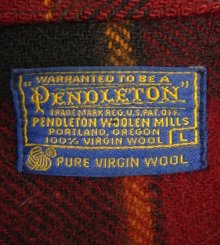 "WARRANTED TO BE A
PENDLETON"
TRADE MARK REG. U.S. PAT. OFF.
PENDLETON WOOLEN MILLS
PORTLAND, OREGON
100% VIRGIN WOOL
L
PURE VIRGIN WOOL